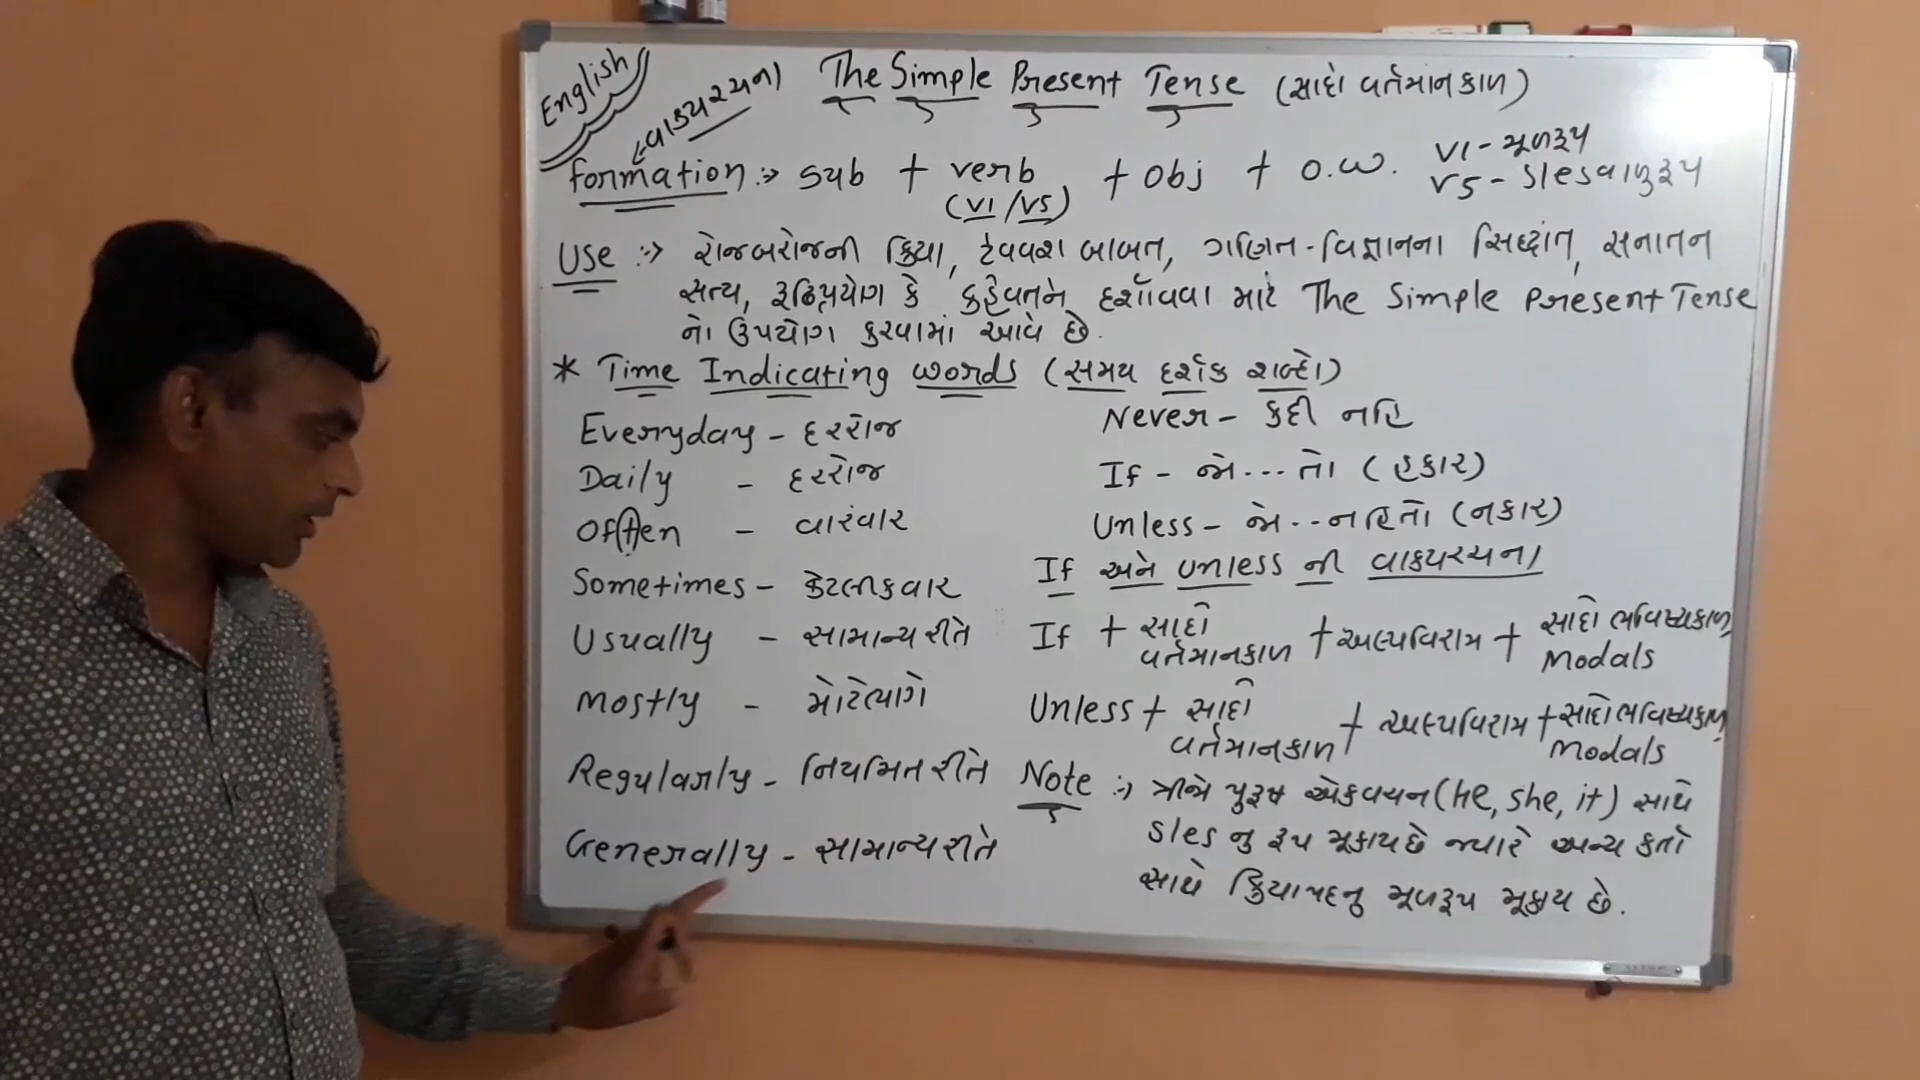 English
The Simple Present Tense (સાદો વર્તમાનકાળ)
(વાક્યરચના)
formation :→ sub + verb + obj + o.w.
(V1/V5)
V1 - મૂળરૂપ
V5 - s/es વાળુરૂપ
Use :→ રોજબરોજની ક્રિયા, ટેવવશ બાબત, ગણિત-વિજ્ઞાનના સિદ્ધાંત, સનાતન
સત્ય, રૂઢિપ્રયોગ કે કહેવતને દર્શાવવા માટે The Simple Present Tense
નો ઉપયોગ કરવામાં આવે છે.
* Time Indicating words (સમય દર્શક શબ્દો)
Everyday - દરરોજ
Daily - દરરોજ
Often - વારંવાર
Sometimes - કેટલીકવાર
Usually - સામાન્ય રીતે
Mostly - મોટેભાગે
Regularly - નિયમિત રીતે
Generally - સામાન્ય રીતે
Never - કદી નહિ
If - જો...તો (હકાર)
Unless - જો..નહિતો (નકાર)
If અને Unless ની વાક્યરચના
If + સાદો વર્તમાનકાળ + અલ્પવિરામ + સાદો ભવિષ્યકાળ,
Modals
Unless + સાદો વર્તમાનકાળ + અલ્પવિરામ + સાદો ભવિષ્યકાળ,
Modals
Note :→ ત્રીજો પુરૂષ એકવચન (He, She, it) સાથે
s/es નુ રૂપ મૂકાય છે જ્યારે અન્ય કર્તા
સાથે ક્રિયાપદનુ મૂળરૂપ મૂકાય છે.